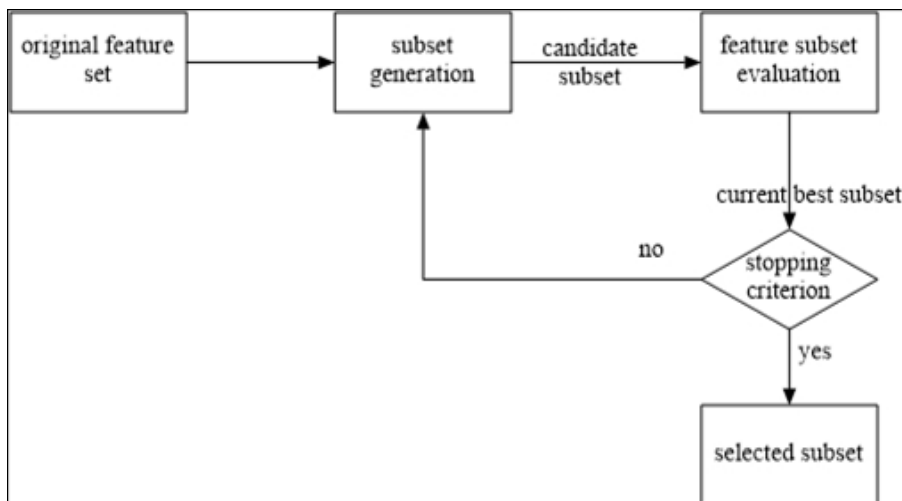 original feature
set
subset
generation
candidate
subset
feature subset
evaluation
current best subset
no
stopping
criterion
yes
selected subset